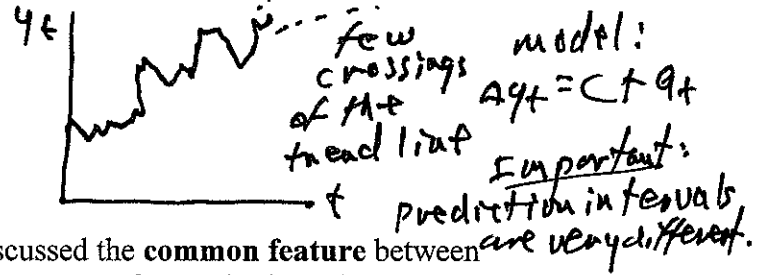 yt
few
crossings
of the
trend line
t
model:
Δyt = C + at
Important:
prediction intervals
are very different.
scussed the common feature between